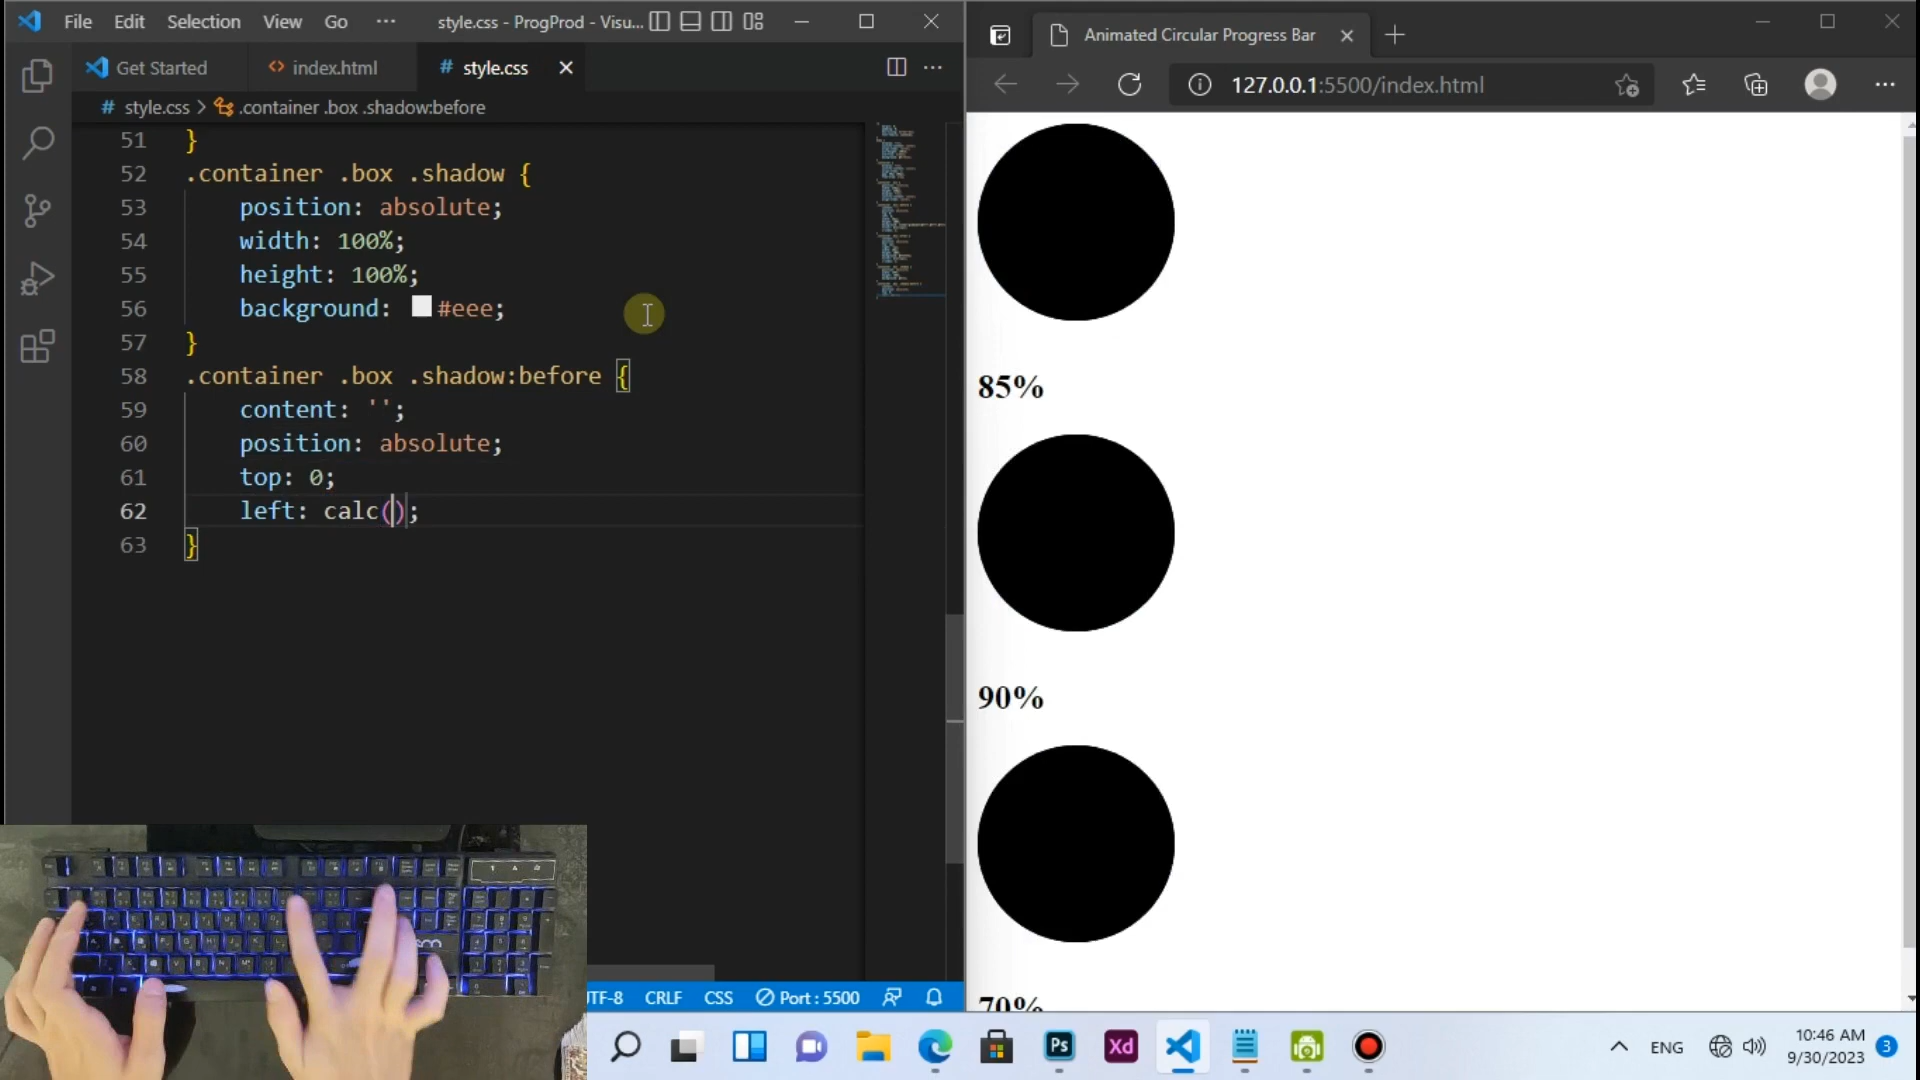 File Edit Selection View Go ··· style.css - ProgProd - Visu...
Get Started index.html # style.css
# style.css > .container .box .shadow:before
51 }
52 .container .box .shadow {
53 position: absolute;
54 width: 100%;
55 height: 100%;
56 background: #eee;
57 }
58 .container .box .shadow:before {
59 content: '';
60 position: absolute;
61 top: 0;
62 left: calc();
63 }
UTF-8 CRLF CSS Port : 5500
Animated Circular Progress Bar
127.0.0.1:5500/index.html
85%
90%
70%
Ps Xd
ENG
10:46 AM
9/30/2023
3